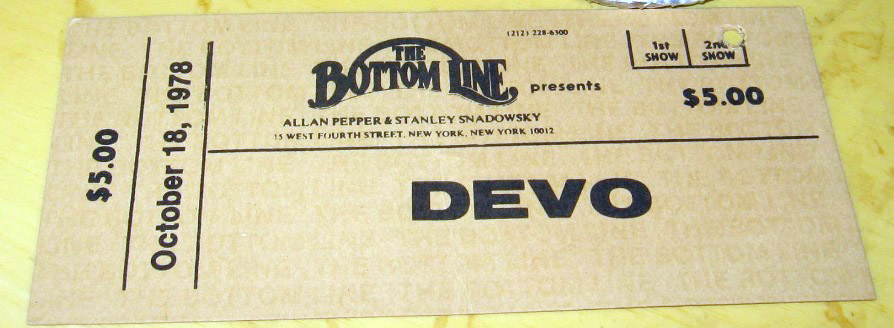 $5.00
October 18, 1978
(212) 228-6300
THE
BOTTOM LINE, presents
ALLAN PEPPER & STANLEY SNADOWSKY
15 WEST FOURTH STREET, NEW YORK, NEW YORK 10012
1st SHOW
2nd SHOW
$5.00
DEVO